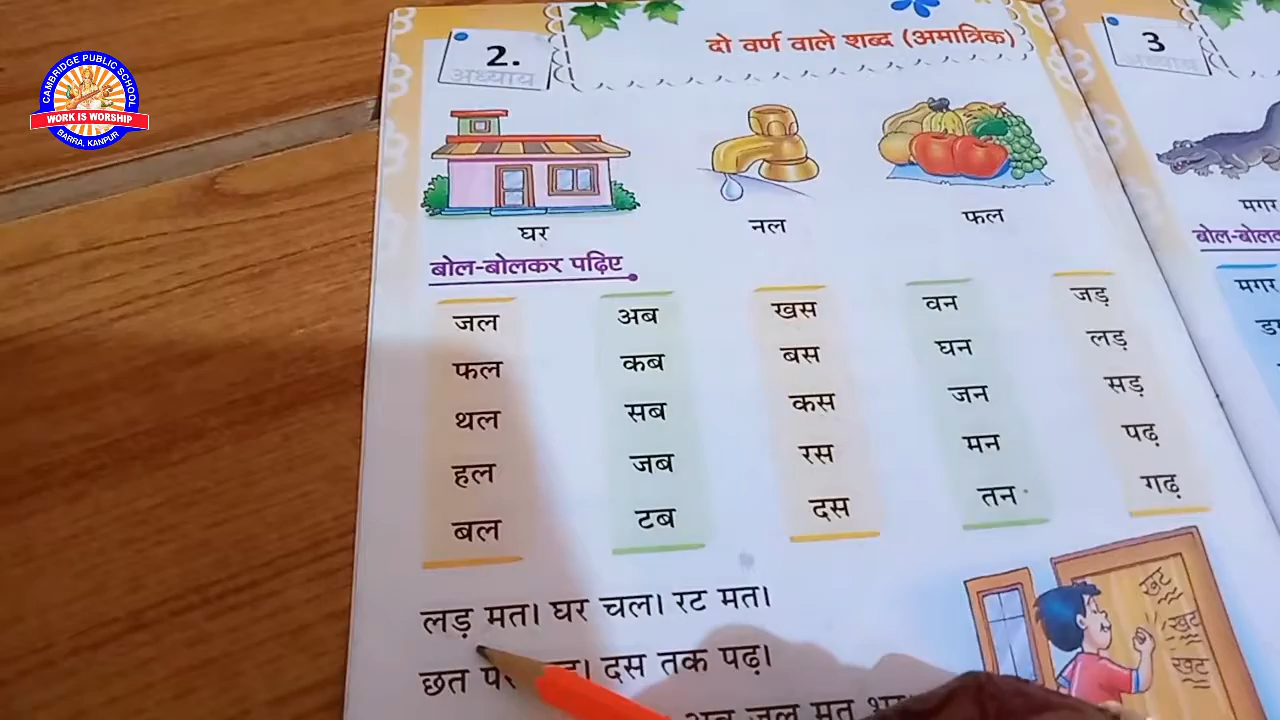 CAMBRIDGE PUBLIC SCHOOL
WORK IS WORSHIP
BARRA, KANPUR
2.
अध्याय
दो वर्ण वाले शब्द (अमात्रिक)
घर नल फल
बोल-बोलकर पढ़िए
जल अब खस वन जड़
फल कब बस घन लड़
थल सब कस जन सड़
हल जब रस मन पढ़
बल टब दस तन गढ़
लड़ मत। घर चल। रट मत।
छत दस तक पढ़।
अब जल मत
खट
खट
खट
3
अध्याय
मगर
मगर